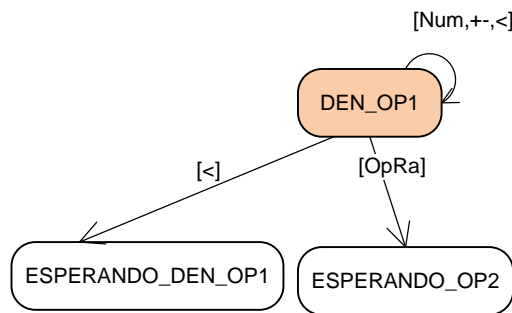 [Num,+-,<]
DEN_OP1
[<]
[OpRa]
ESPERANDO_DEN_OP1
ESPERANDO_OP2